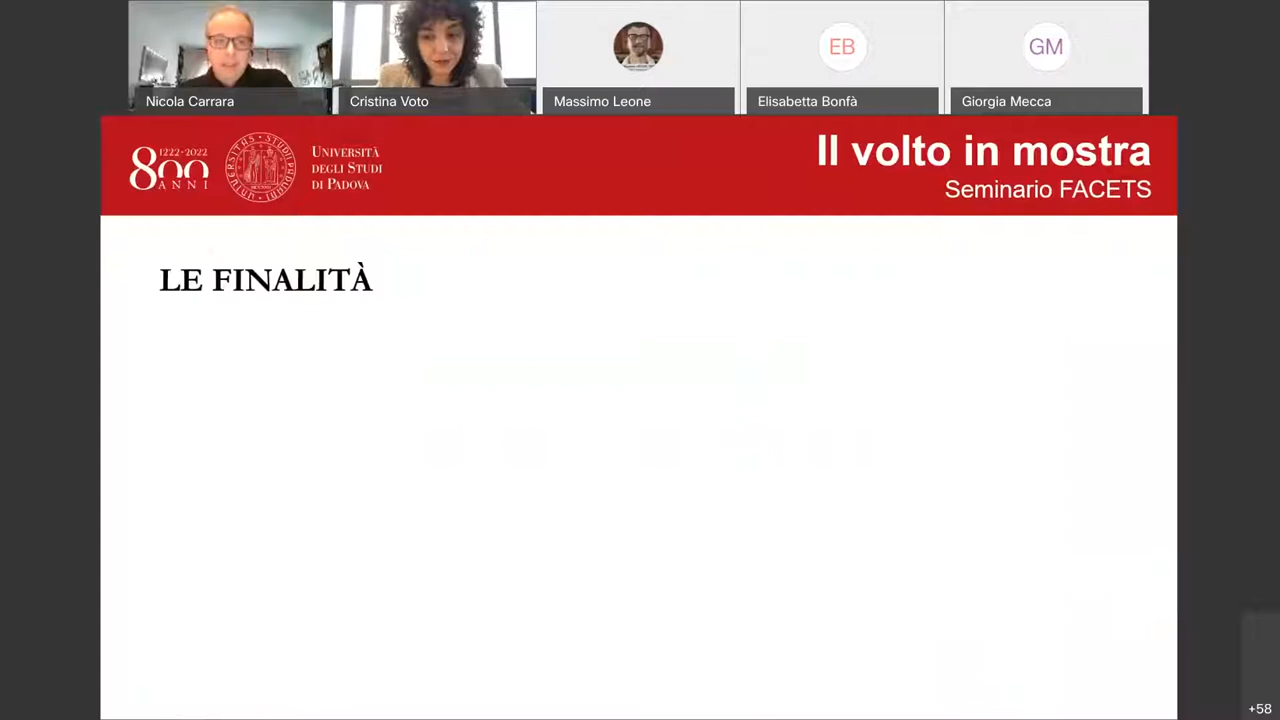 Nicola Carrara
Cristina Voto
Massimo Leone
EB
Elisabetta Bonfà
GM
Giorgia Mecca
1222-2022
800
ANNI
UNIVERSITÀ
DEGLI STUDI
DI PADOVA
Il volto in mostra
Seminario FACETS
LE FINALITÀ
+58